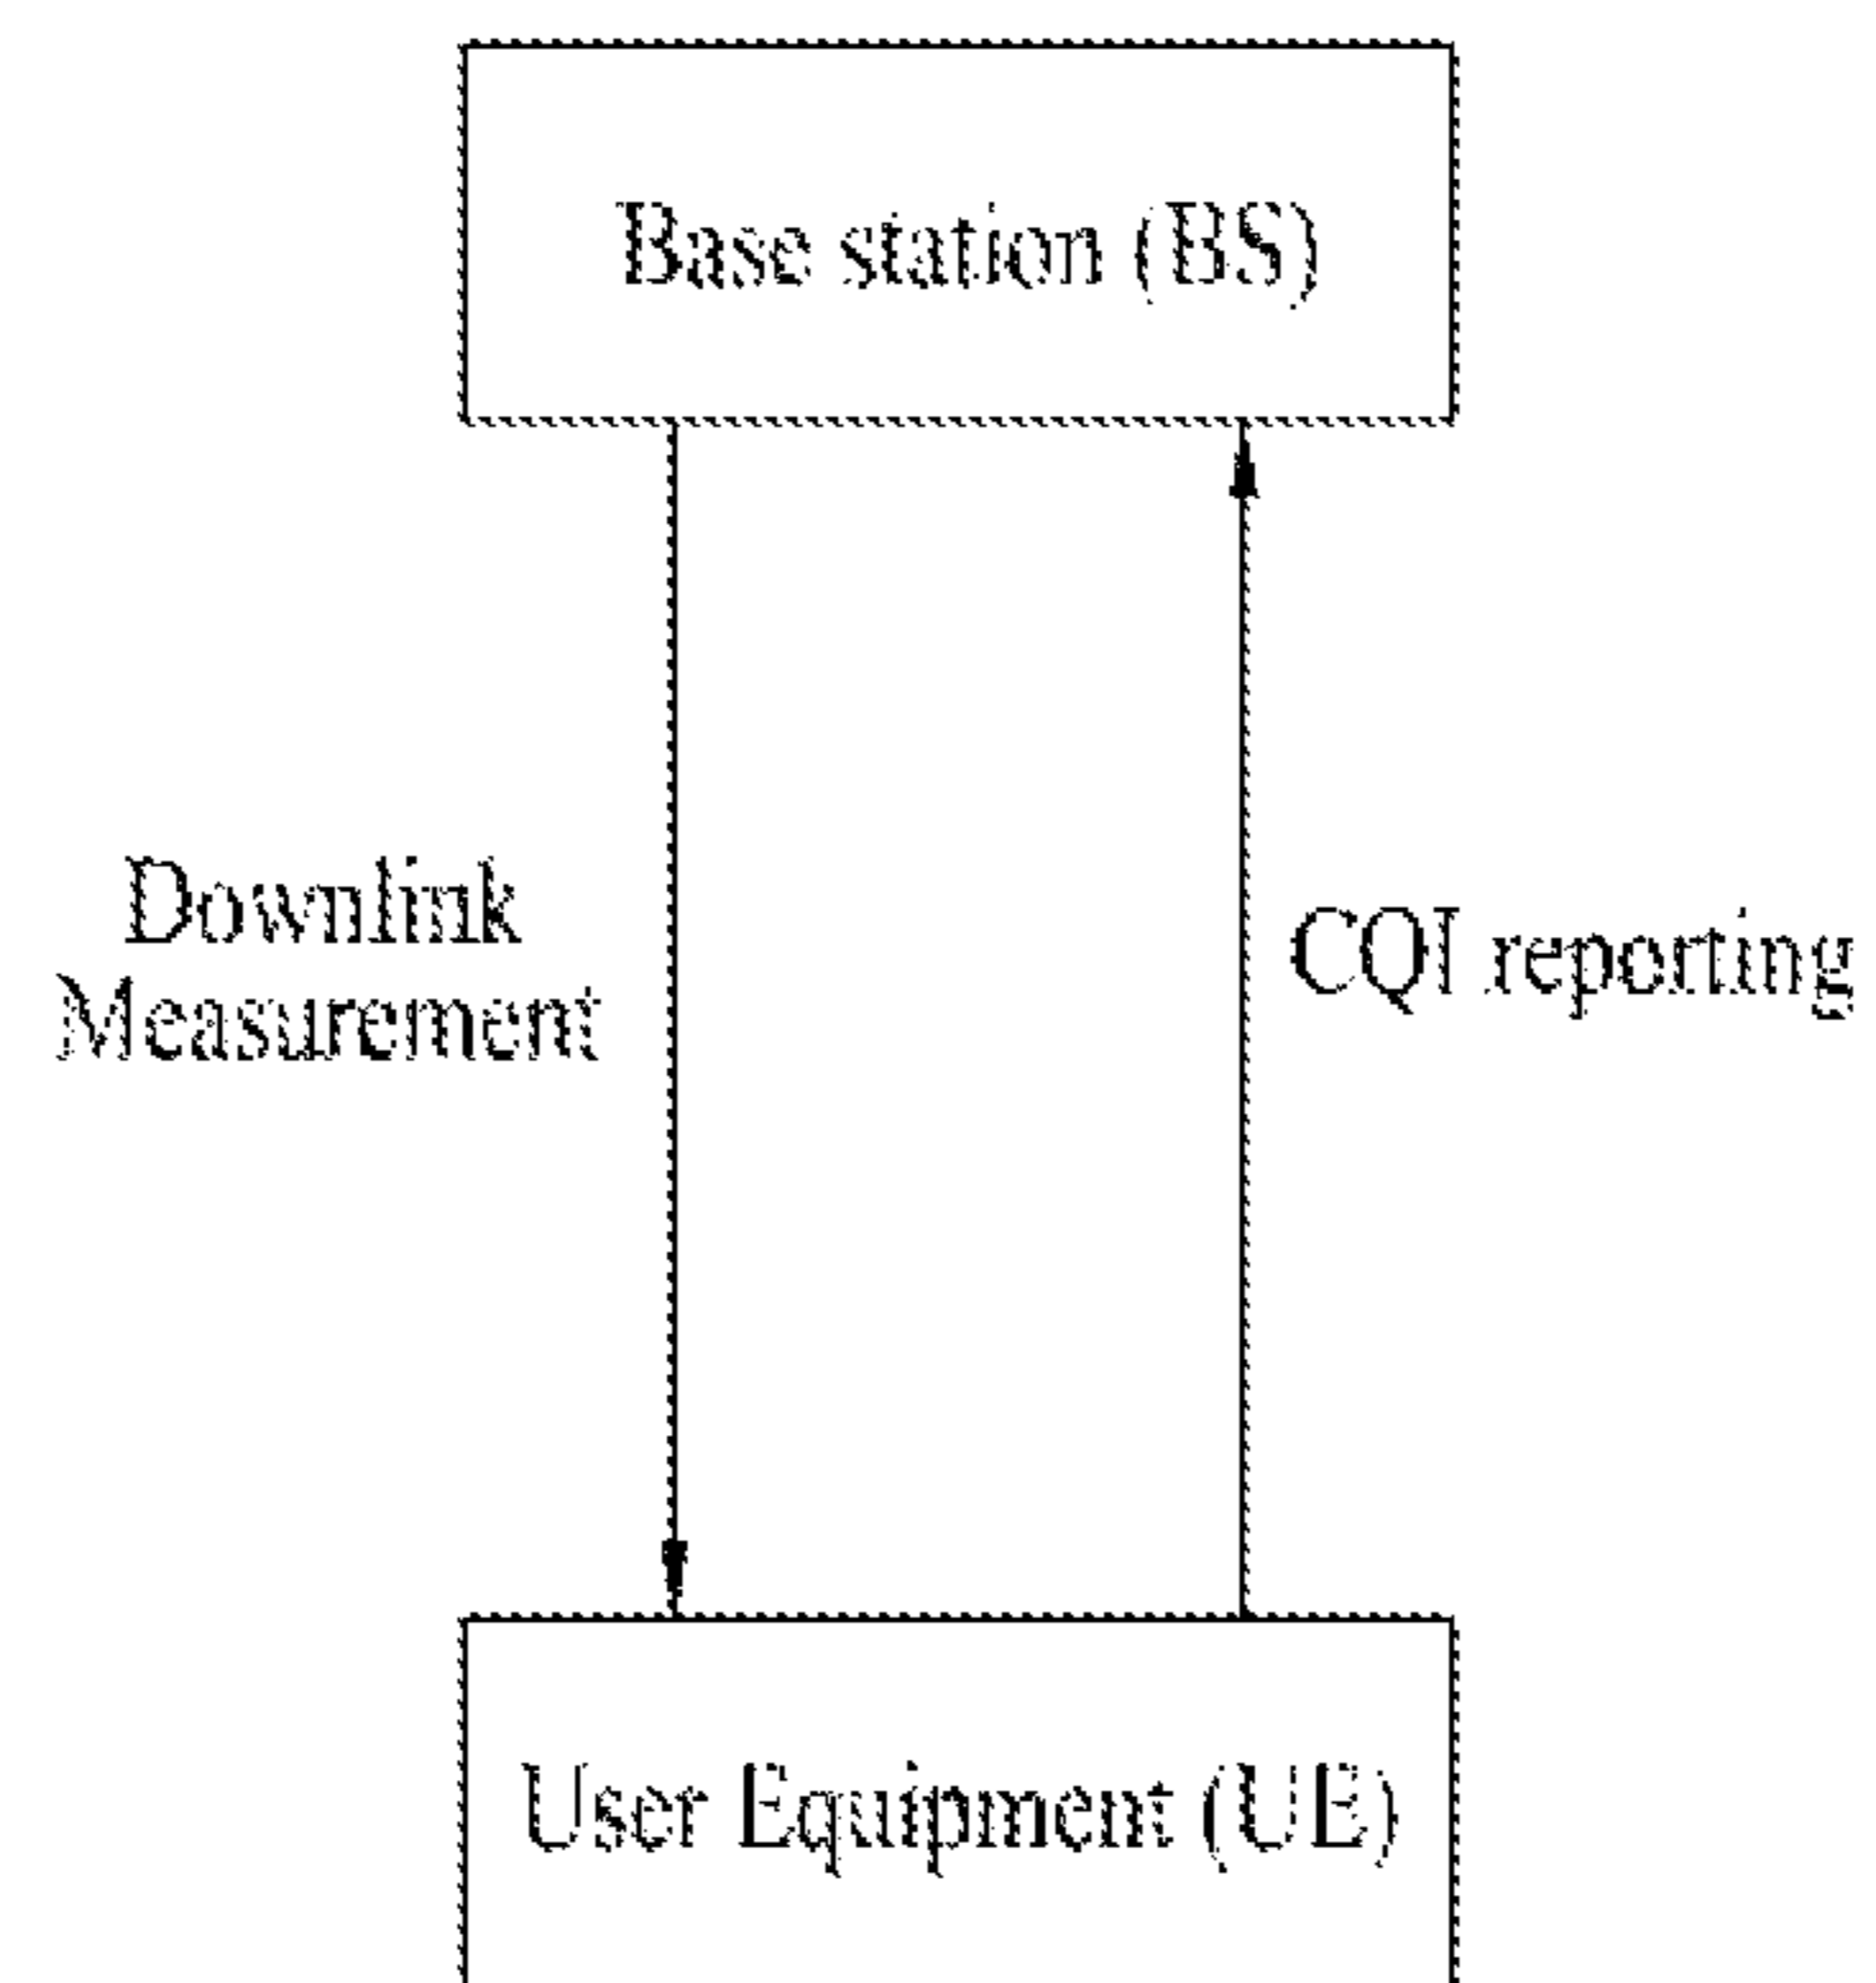 Base station (BS)
Downlink
Measurement
CQI reporting
User Equipment (UE)